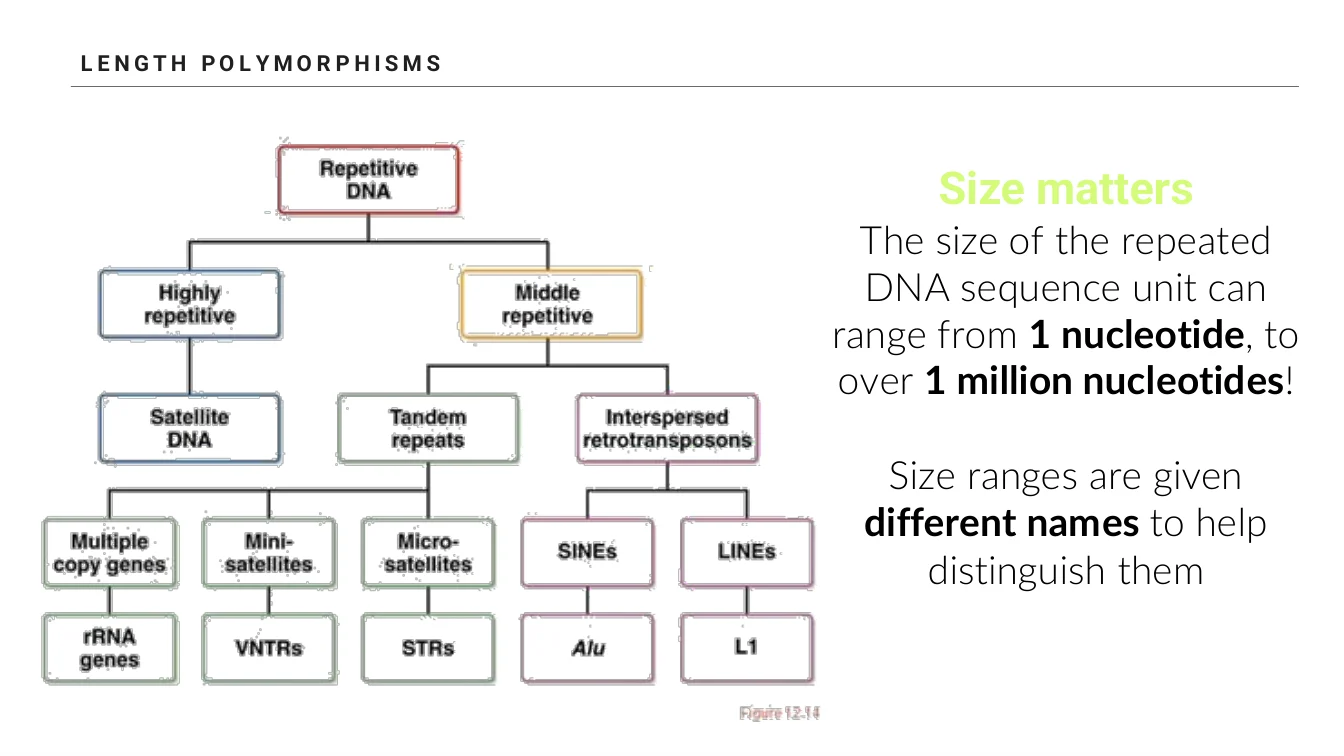 LENGTH POLYMORPHISMS
Repetitive
DNA
Highly
repetitive
Middle
repetitive
Satellite
DNA
Tandem
repeats
Interspersed
retrotransposons
Multiple
copy genes
Mini-
satellites
Micro-
satellites
SINEs
LINEs
rRNA
genes
VNTRs
STRs
Alu
L1
Figure 12-14
Size matters
The size of the repeated
DNA sequence unit can
range from 1 nucleotide, to
over 1 million nucleotides!
Size ranges are given
different names to help
distinguish them